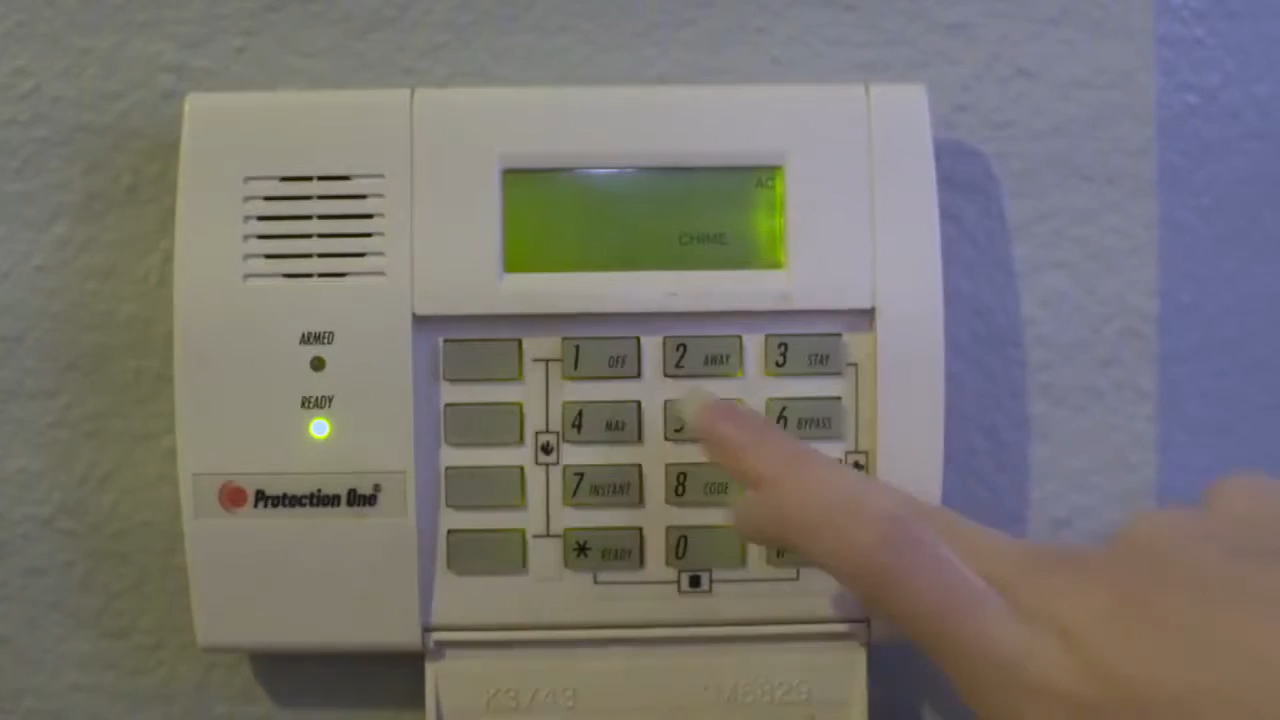 AC
CHIME
ARMED
READY
Protection One®
1 OFF
2 AWAY
3 STAY
4 MAX
5
6 BYPASS
7 INSTANT
8 CODE
* READY
0
#